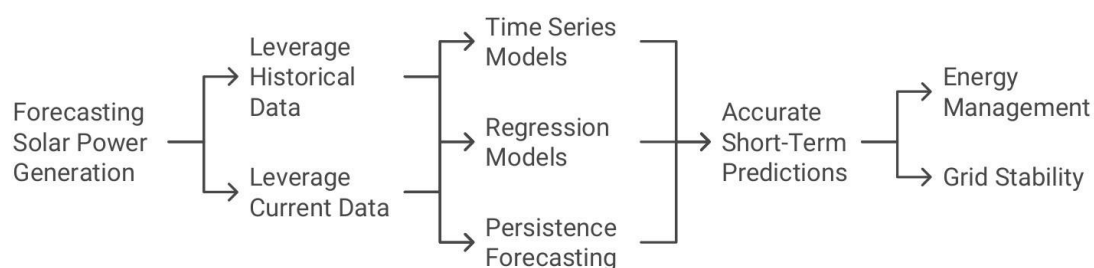 Forecasting
Solar Power
Generation
Leverage
Historical
Data
Leverage
Current Data
Time Series
Models
Regression
Models
Persistence
Forecasting
Accurate
Short-Term
Predictions
Energy
Management
Grid Stability